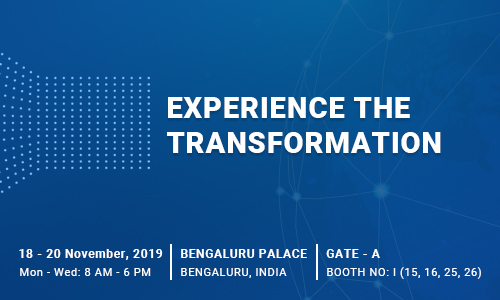 EXPERIENCE THE
TRANSFORMATION
18 - 20 November, 2019
Mon - Wed: 8 AM - 6 PM
BENGALURU PALACE
BENGALURU, INDIA
GATE - A
BOOTH NO: I (15, 16, 25, 26)